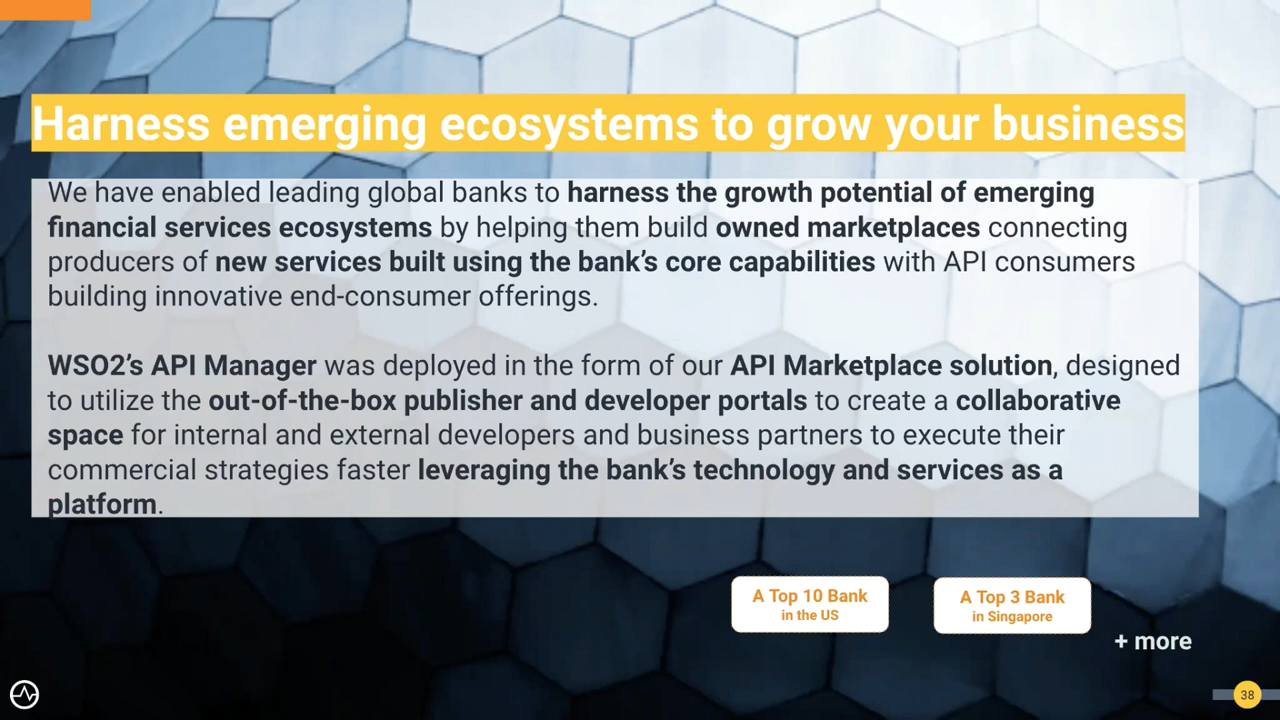 Harness emerging ecosystems to grow your business
We have enabled leading global banks to harness the growth potential of emerging
financial services ecosystems by helping them build owned marketplaces connecting
producers of new services built using the bank’s core capabilities with API consumers
building innovative end-consumer offerings.
WSO2’s API Manager was deployed in the form of our API Marketplace solution, designed
to utilize the out-of-the-box publisher and developer portals to create a collaborative
space for internal and external developers and business partners to execute their
commercial strategies faster leveraging the bank’s technology and services as a
platform.
A Top 10 Bank
in the US
A Top 3 Bank
in Singapore
+ more
38